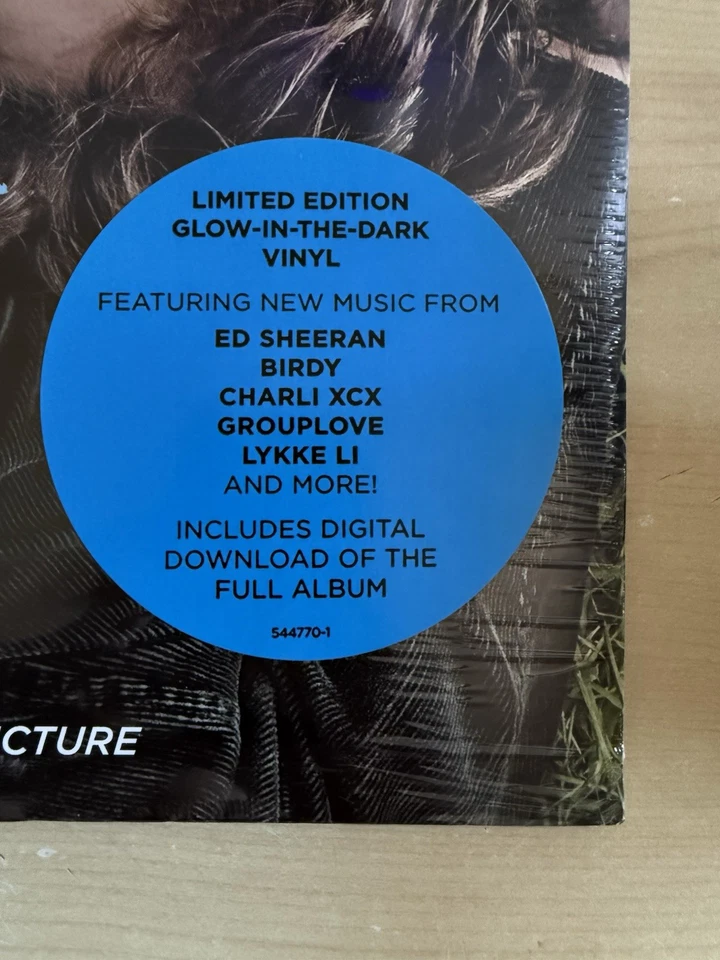 LIMITED EDITION
GLOW-IN-THE-DARK
VINYL
FEATURING NEW MUSIC FROM
ED SHEERAN
BIRDY
CHARLI XCX
GROUPLOVE
LYKKE LI
AND MORE!
INCLUDES DIGITAL
DOWNLOAD OF THE
FULL ALBUM
544770-1
ICTURE